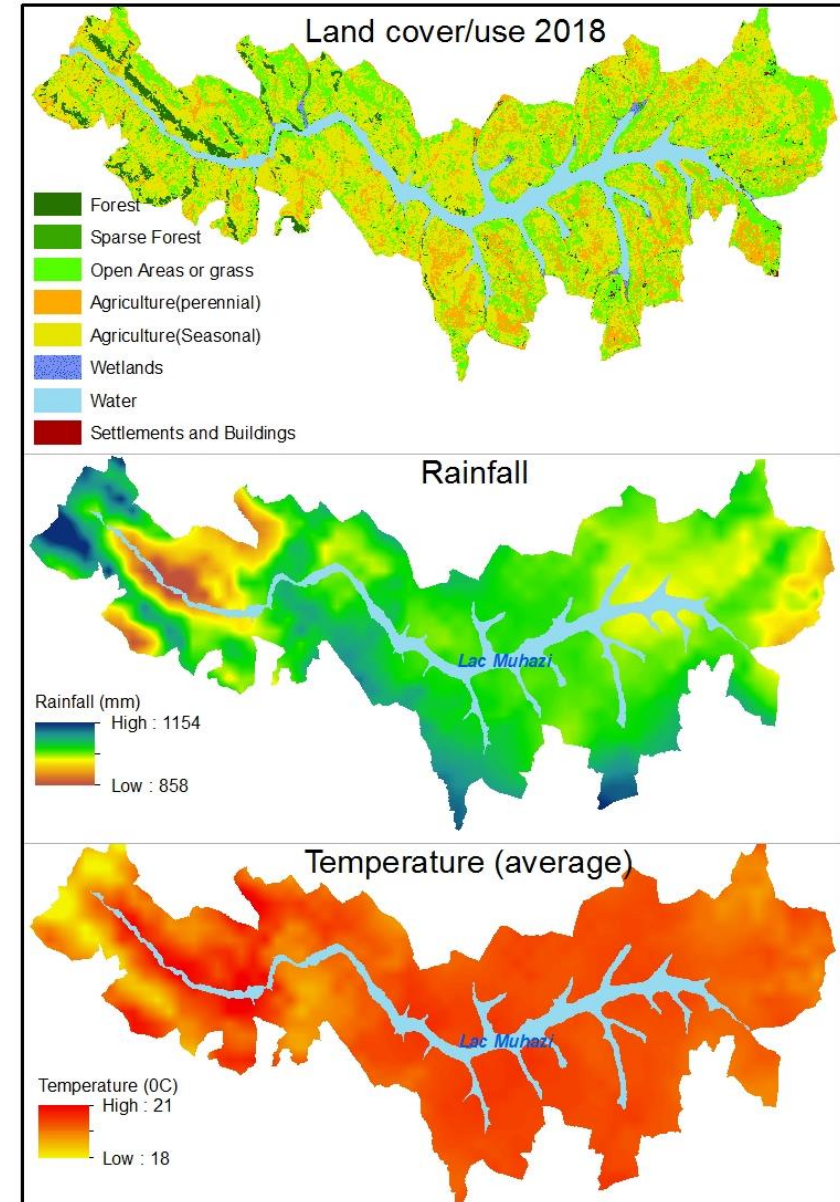 Land cover/use 2018
Forest
Sparse Forest
Open Areas or grass
Agriculture(perennial)
Agriculture(Seasonal)
Wetlands
Water
Settlements and Buildings
Rainfall
Lac Muhazi
Rainfall (mm)
High : 1154
Low : 858
Temperature (average)
Lac Muhazi
Temperature (0C)
High : 21
Low : 18